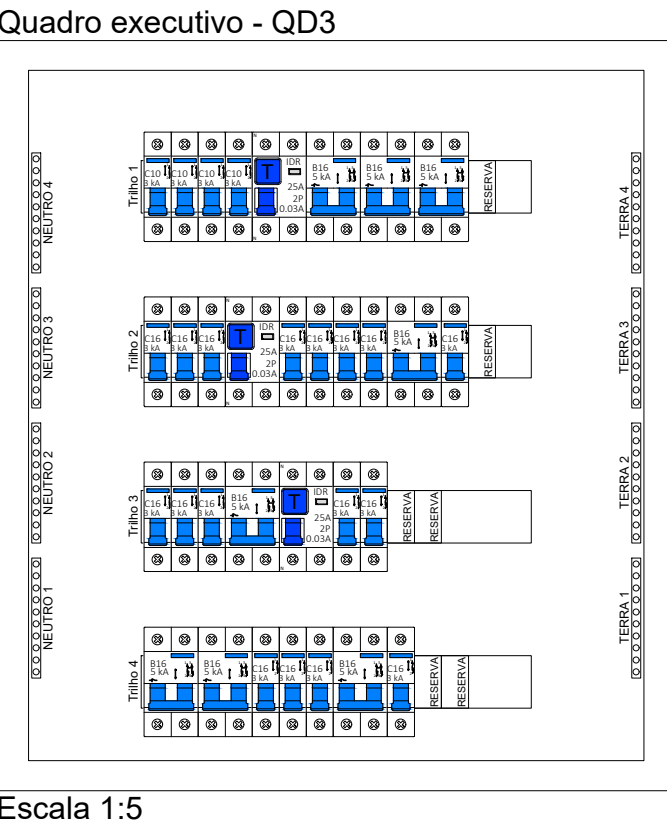 Quadro executivo - QD3
NEUTRO 4
Trilho 1
C10 C10 C10 C10
3 kA 3 kA 3 kA 3 kA
T
IDR
25A
2P
0.03A
B16 B16 B16
5 kA 5 kA 5 kA
RESERVA
TERRA 4
NEUTRO 3
Trilho 2
C16 C16 C16
3 kA 3 kA 3 kA
T
IDR
25A
2P
0.03A
C16 C16 C16 C16
3 kA 3 kA 3 kA 3 kA
B16
5 kA
C16
3 kA
RESERVA
TERRA 3
NEUTRO 2
Trilho 3
C16 C16 C16
3 kA 3 kA 3 kA
B16
5 kA
T
IDR
25A
2P
0.03A
C16 C16
3 kA 3 kA
RESERVA
RESERVA
TERRA 2
NEUTRO 1
Trilho 4
B16 B16
5 kA 5 kA
C16 C16 C16
3 kA 3 kA 3 kA
B16
5 kA
C16
3 kA
RESERVA
RESERVA
TERRA 1
Escala 1:5